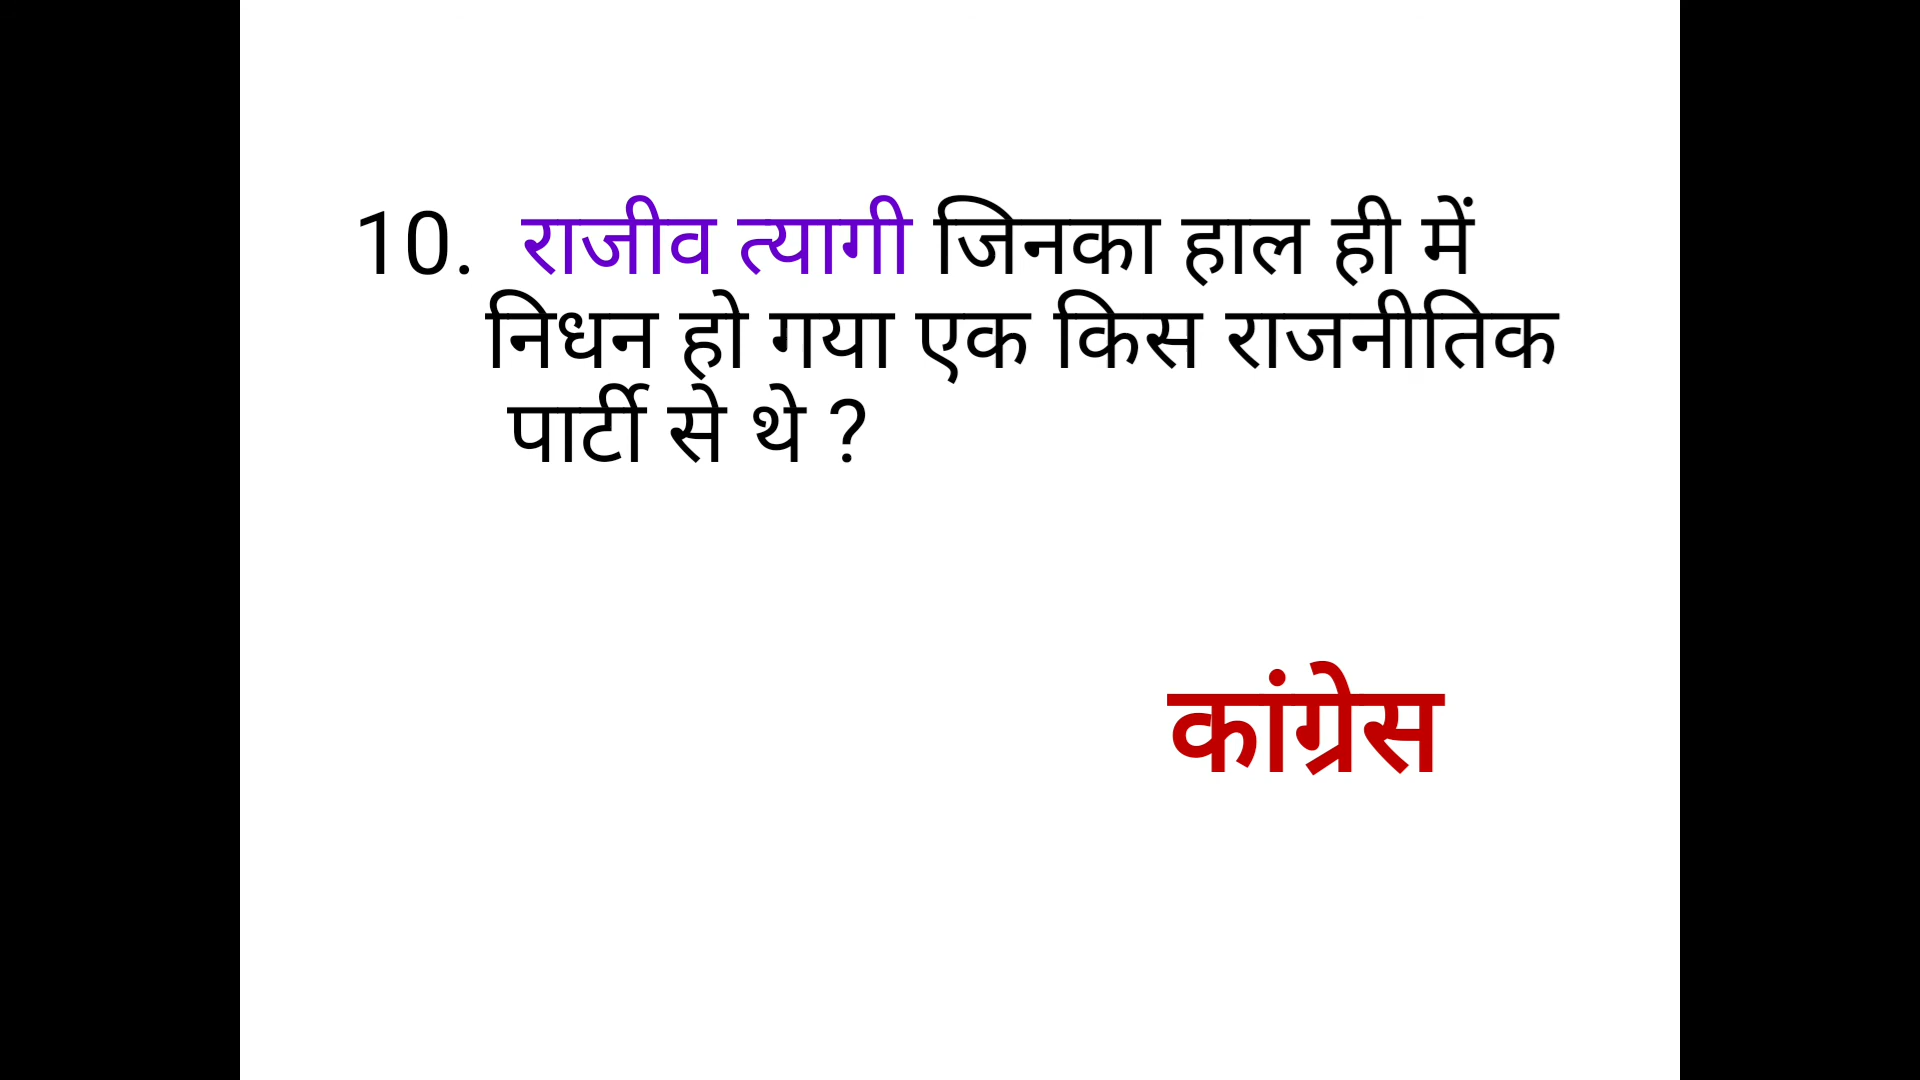 10. राजीव त्यागी जिनका हाल ही में
निधन हो गया एक किस राजनीतिक
पार्टी से थे ?
कांग्रेस